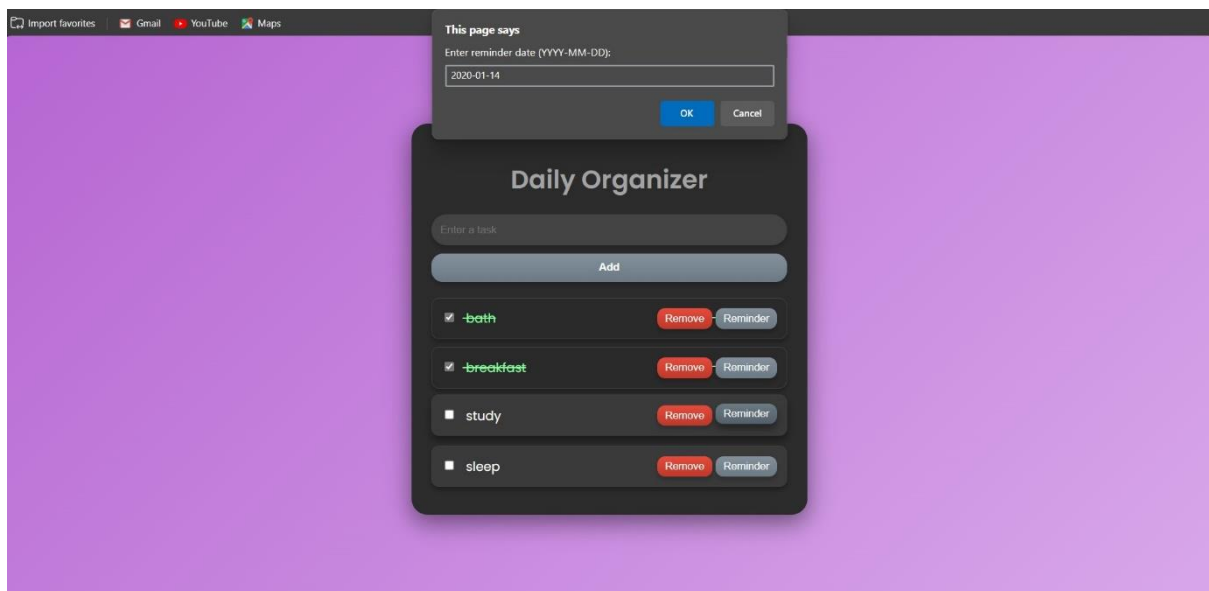 Import favorites Gmail YouTube Maps
This page says
Enter reminder date (YYYY-MM-DD):
2020-01-14
OK Cancel
Daily Organizer
Enter a task
Add
bath Remove Reminder
breakfast Remove Reminder
study Remove Reminder
sleep Remove Reminder